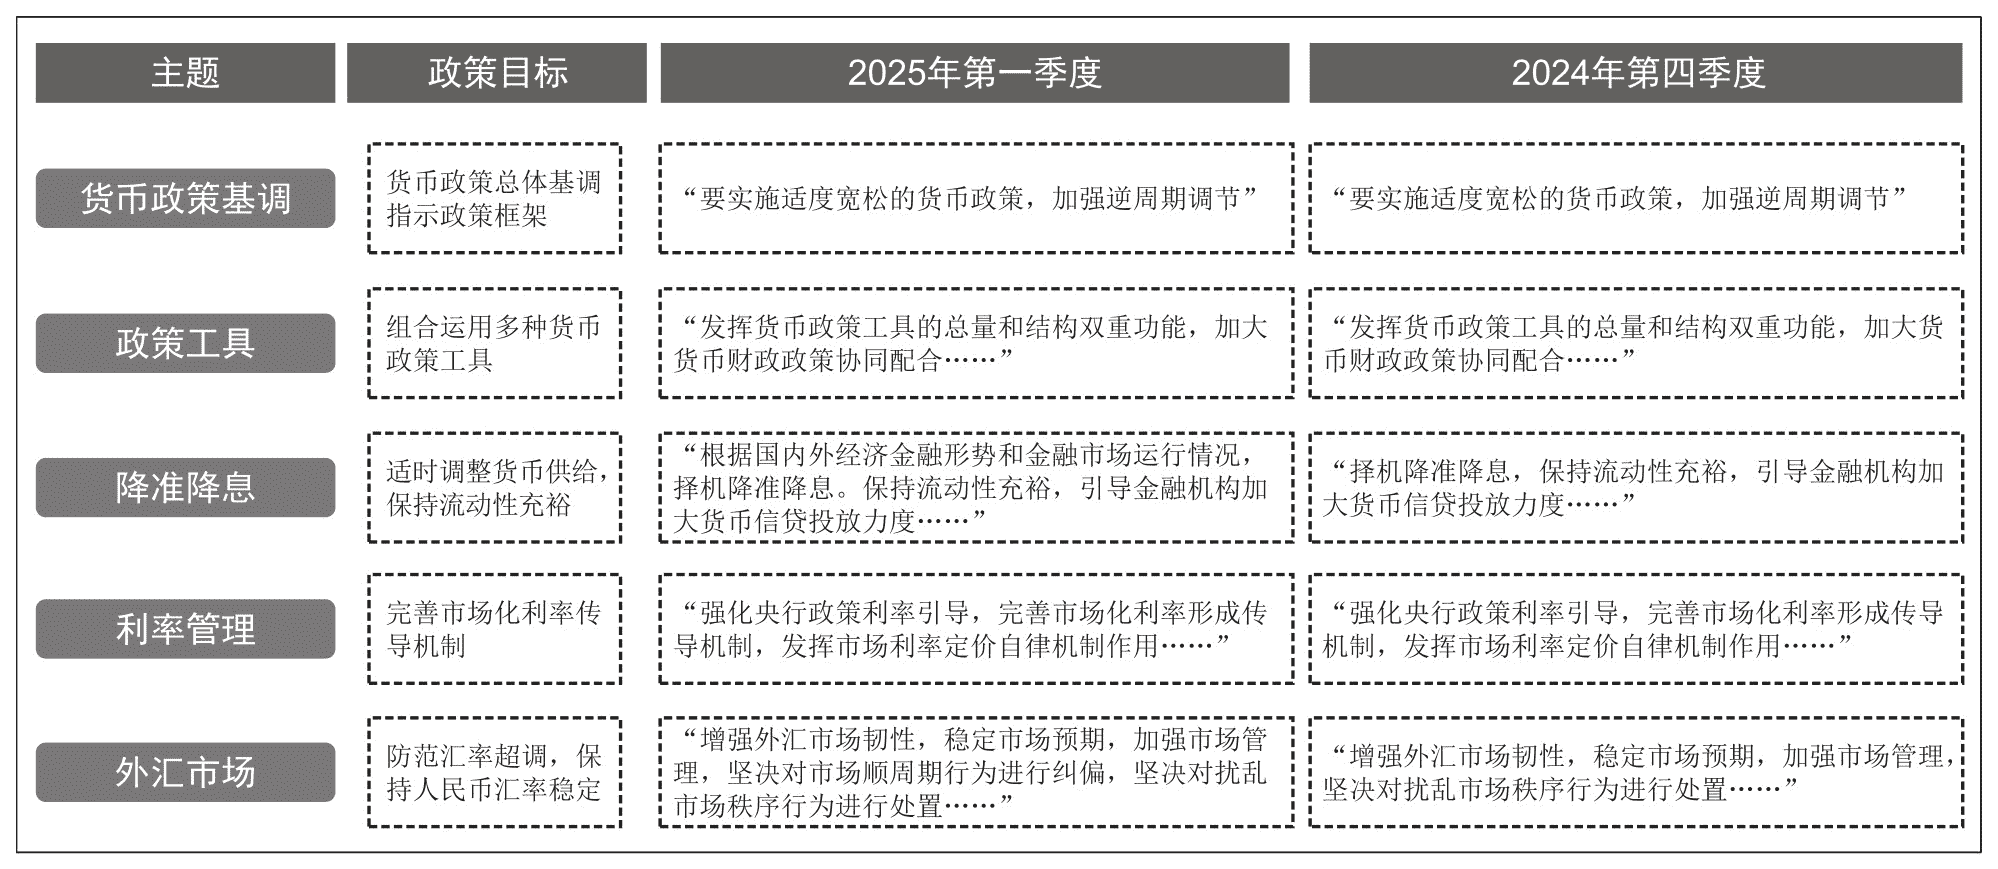 主题
政策目标
2025年第一季度
2024年第四季度
货币政策基调
货币政策总体基调
指示政策框架
“要实施适度宽松的货币政策，加强逆周期调节”
“要实施适度宽松的货币政策，加强逆周期调节”
政策工具
组合运用多种货币
政策工具
“发挥货币政策工具的总量和结构双重功能，加大
货币财政政策协同配合……”
“发挥货币政策工具的总量和结构双重功能，加大货
币财政政策协同配合……”
降准降息
适时调整货币供给，
保持流动性充裕
“根据国内外经济金融形势和金融市场运行情况，
择机降准降息。保持流动性充裕，引导金融机构加
大货币信贷投放力度……”
“择机降准降息，保持流动性充裕，引导金融机构加
大货币信贷投放力度……”
利率管理
完善市场化利率传
导机制
“强化央行政策利率引导，完善市场化利率形成传
导机制，发挥市场利率定价自律机制作用……”
“强化央行政策利率引导，完善市场化利率形成传导
机制，发挥市场利率定价自律机制作用……”
外汇市场
防范汇率超调，保
持人民币汇率稳定
“增强外汇市场韧性，稳定市场预期，加强市场管
理，坚决对市场顺周期行为进行纠偏，坚决对扰乱
市场秩序行为进行处置……”
“增强外汇市场韧性，稳定市场预期，加强市场管理，
坚决对扰乱市场秩序行为进行处置……”